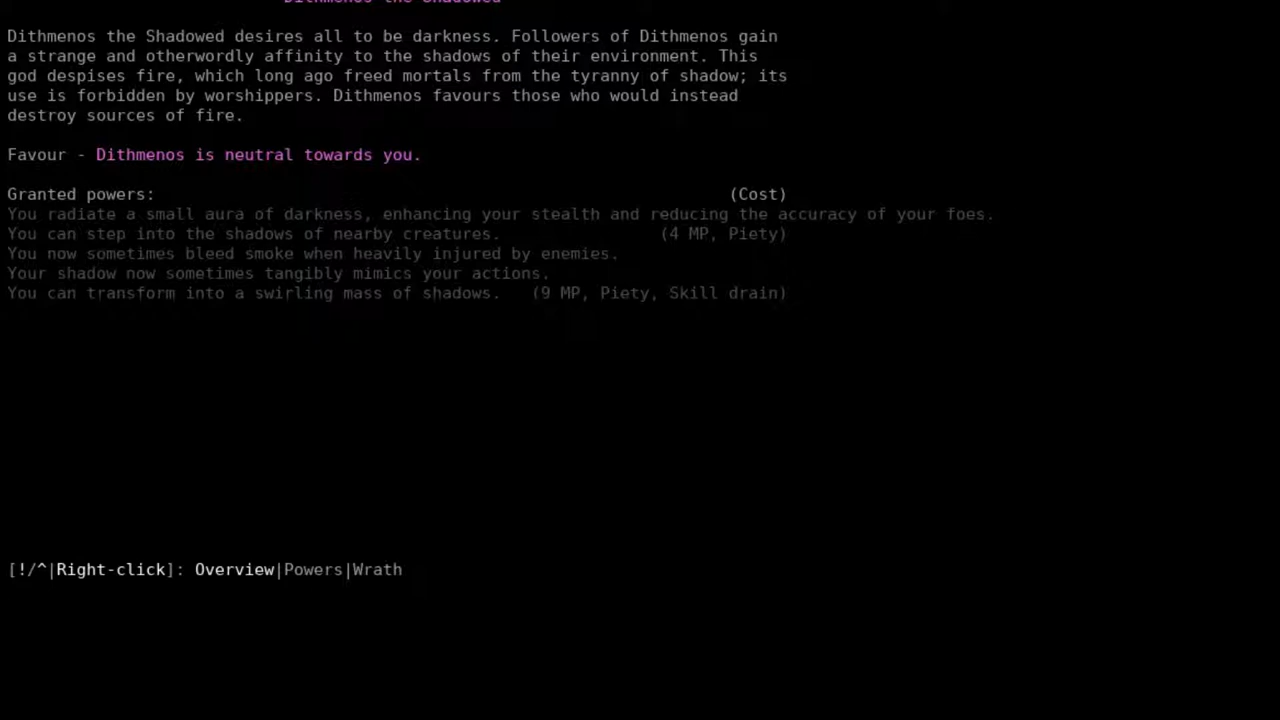 Dithmenos the Shadowed
Dithmenos the Shadowed desires all to be darkness. Followers of Dithmenos gain
a strange and otherwordly affinity to the shadows of their environment. This
god despises fire, which long ago freed mortals from the tyranny of shadow; its
use is forbidden by worshippers. Dithmenos favours those who would instead
destroy sources of fire.
Favour - Dithmenos is neutral towards you.
Granted powers: (Cost)
You radiate a small aura of darkness, enhancing your stealth and reducing the accuracy of your foes.
You can step into the shadows of nearby creatures. (4 MP, Piety)
You now sometimes bleed smoke when heavily injured by enemies.
Your shadow now sometimes tangibly mimics your actions.
You can transform into a swirling mass of shadows. (9 MP, Piety, Skill drain)
[!/^|Right-click]: Overview|Powers|Wrath